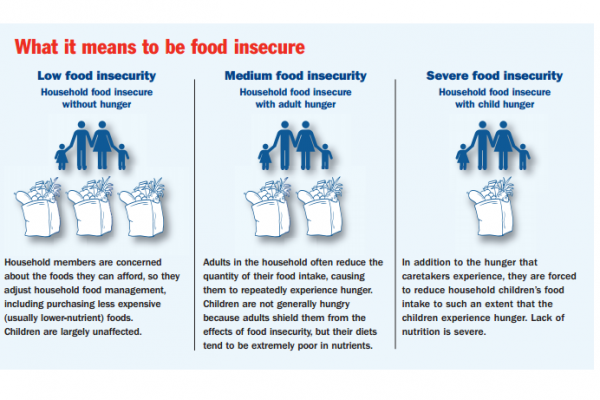 What it means to be food insecure
Low food insecurity
Household food insecure
without hunger
Household members are concerned
about the foods they can afford, so they
adjust household food management,
including purchasing less expensive
(usually lower-nutrient) foods.
Children are largely unaffected.
Medium food insecurity
Household food insecure
with adult hunger
Adults in the household often reduce the
quantity of their food intake, causing
them to repeatedly experience hunger.
Children are not generally hungry
because adults shield them from the
effects of food insecurity, but their diets
tend to be extremely poor in nutrients.
Severe food insecurity
Household food insecure
with child hunger
In addition to the hunger that
caretakers experience, they are forced
to reduce household children's food
intake to such an extent that the
children experience hunger. Lack of
nutrition is severe.